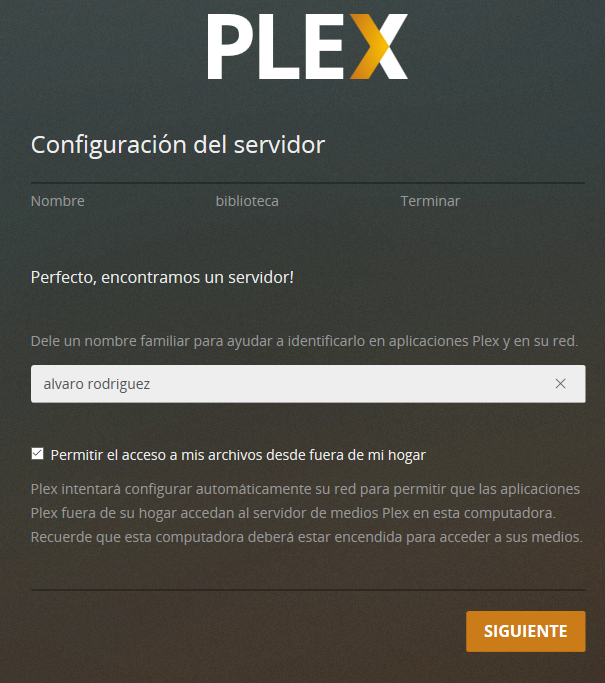 PLEX
Configuración del servidor
Nombre biblioteca Terminar
Perfecto, encontramos un servidor!
Dele un nombre familiar para ayudar a identificarlo en aplicaciones Plex y en su red.
alvaro rodriguez
Permitir el acceso a mis archivos desde fuera de mi hogar
Plex intentará configurar automáticamente su red para permitir que las aplicaciones
Plex fuera de su hogar accedan al servidor de medios Plex en esta computadora.
Recuerde que esta computadora deberá estar encendida para acceder a sus medios.
SIGUIENTE